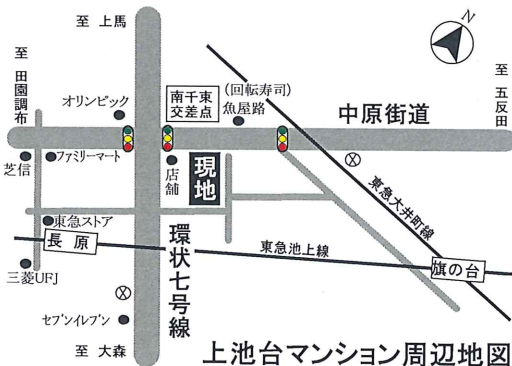 至 上馬
N
至 田園調布
オリンピック
南千束
交差点
(回転寿司)
魚屋路
至 五反田
中原街道
芝信
ファミリーマート
店舗
現地
東急大井町線
東急ストア
長原
環状七号線
東急池上線
旗の台
三菱UFJ
セブンイレブン
至 大森
上池台マンション周辺地図